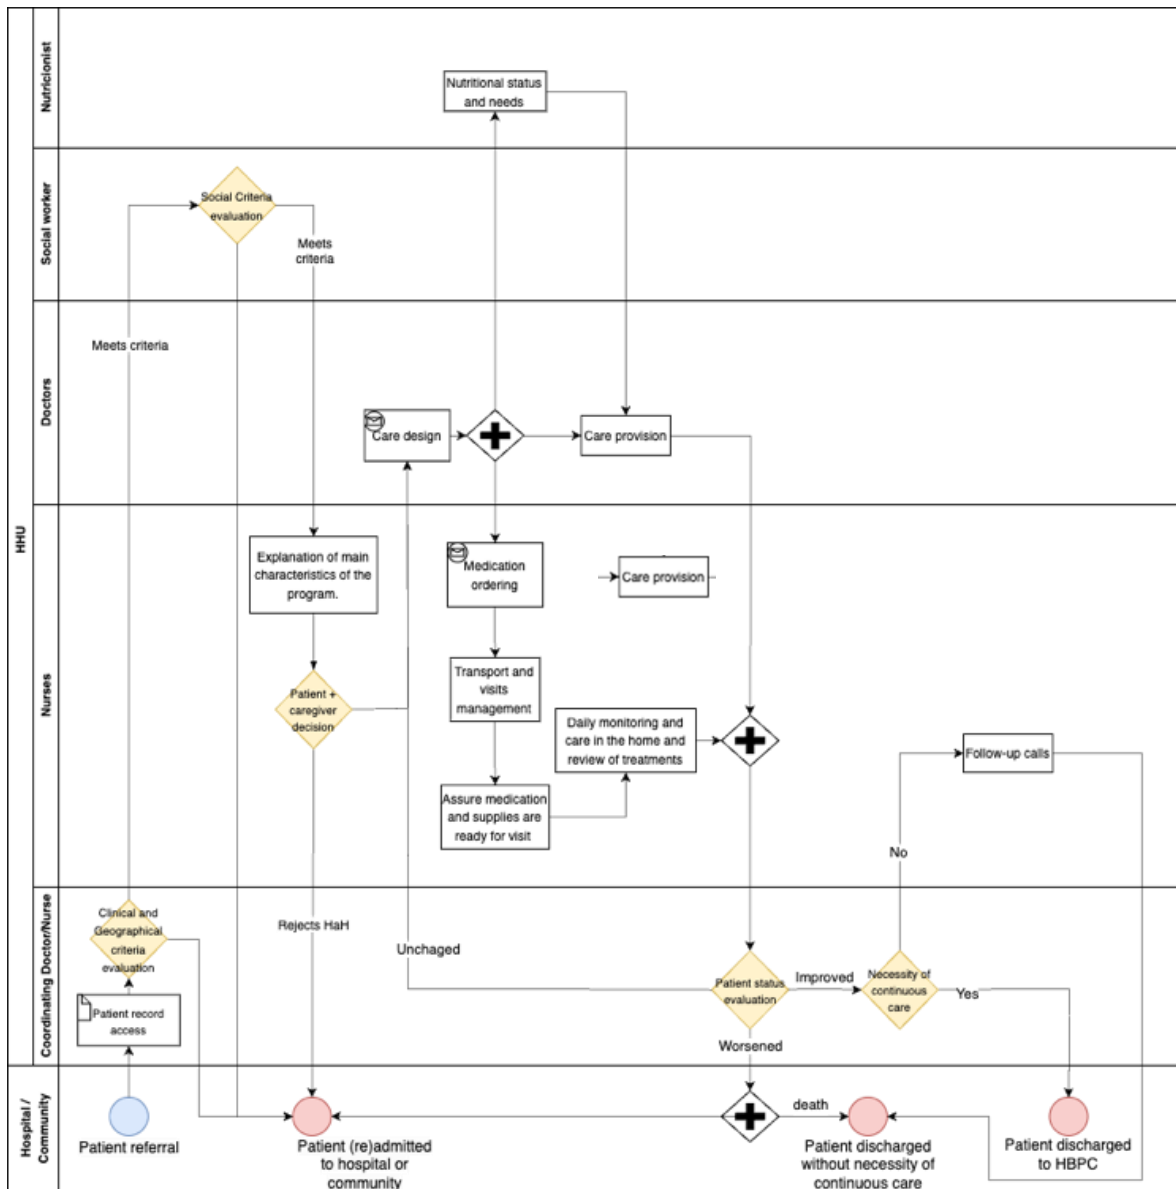 Nutricionist
Nutritional status
and needs
Social worker
Social Criteria
evaluation
Meets
criteria
Doctors
Meets criteria
Care design
Care provision
HHU
Nurses
Explanation of main
characteristics of the
program.
Medication
ordering
Care provision
Patient +
caregiver
decision
Transport and
visits
management
Daily monitoring and
care in the home and
review of treatments
Follow-up calls
Assure medication
and supplies are
ready for visit
No
Coordinating Doctor/Nurse
Clinical and
Geographical
criteria
evaluation
Rejects HaH
Unchaged
Patient status
evaluation
Improved
Necessity of
continuous
care
Yes
Patient record
access
Worsened
Hospital /
Community
death
Patient referral
Patient (re)admitted
to hospital or
community
Patient discharged
without necessity of
continuous care
Patient discharged
to HBPC